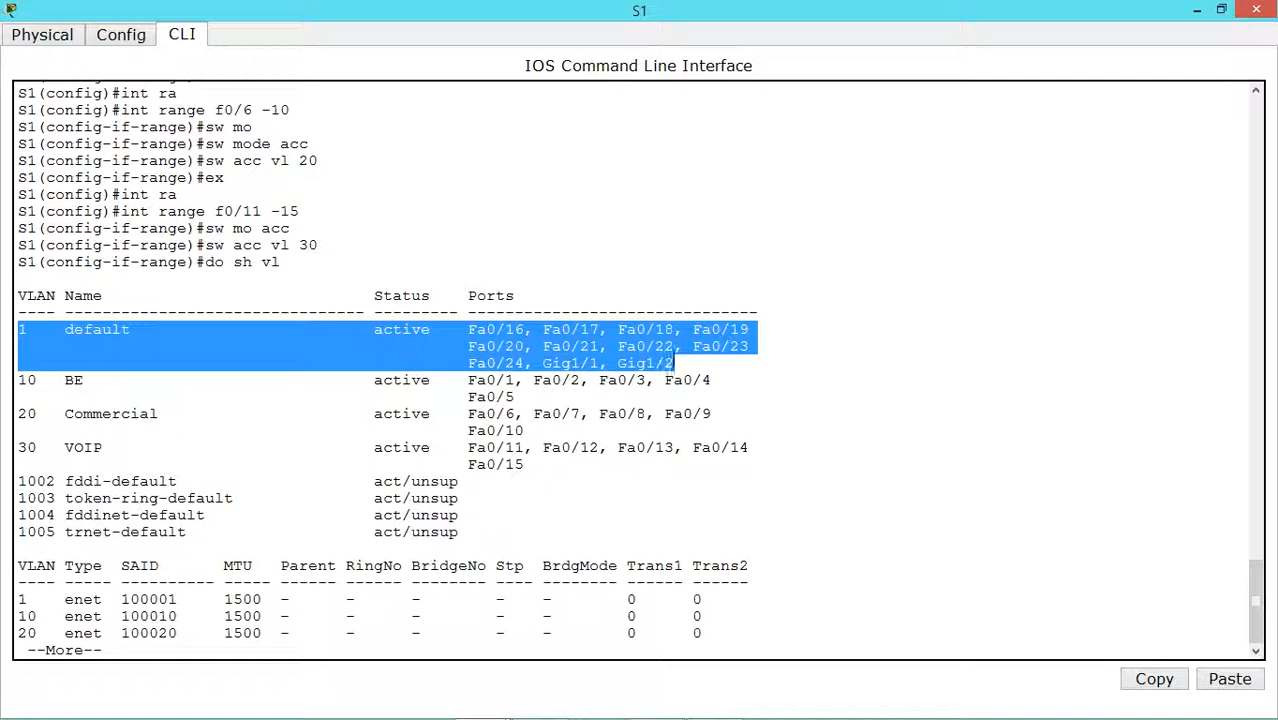 S1
Physical Config CLI
IOS Command Line Interface
S1(config)#int ra
S1(config)#int range f0/6 -10
S1(config-if-range)#sw mo
S1(config-if-range)#sw mode acc
S1(config-if-range)#sw acc vl 20
S1(config-if-range)#ex
S1(config)#int ra
S1(config)#int range f0/11 -15
S1(config-if-range)#sw mo acc
S1(config-if-range)#sw acc vl 30
S1(config-if-range)#do sh vl
VLAN Name Status Ports
---- -------------------------------- --------- -------------------------------
1 default active Fa0/16, Fa0/17, Fa0/18, Fa0/19
Fa0/20, Fa0/21, Fa0/22, Fa0/23
Fa0/24, Gig1/1, Gig1/2
10 BE active Fa0/1, Fa0/2, Fa0/3, Fa0/4
Fa0/5
20 Commercial active Fa0/6, Fa0/7, Fa0/8, Fa0/9
Fa0/10
30 VOIP active Fa0/11, Fa0/12, Fa0/13, Fa0/14
Fa0/15
1002 fddi-default act/unsup
1003 token-ring-default act/unsup
1004 fddinet-default act/unsup
1005 trnet-default act/unsup
VLAN Type SAID MTU Parent RingNo BridgeNo Stp BrdgMode Trans1 Trans2
---- ----- ---------- ----- ------ ------ -------- ---- -------- ------ ------
1 enet 100001 1500 - - - - - 0 0
10 enet 100010 1500 - - - - - 0 0
20 enet 100020 1500 - - - - - 0 0
--More--
Copy Paste